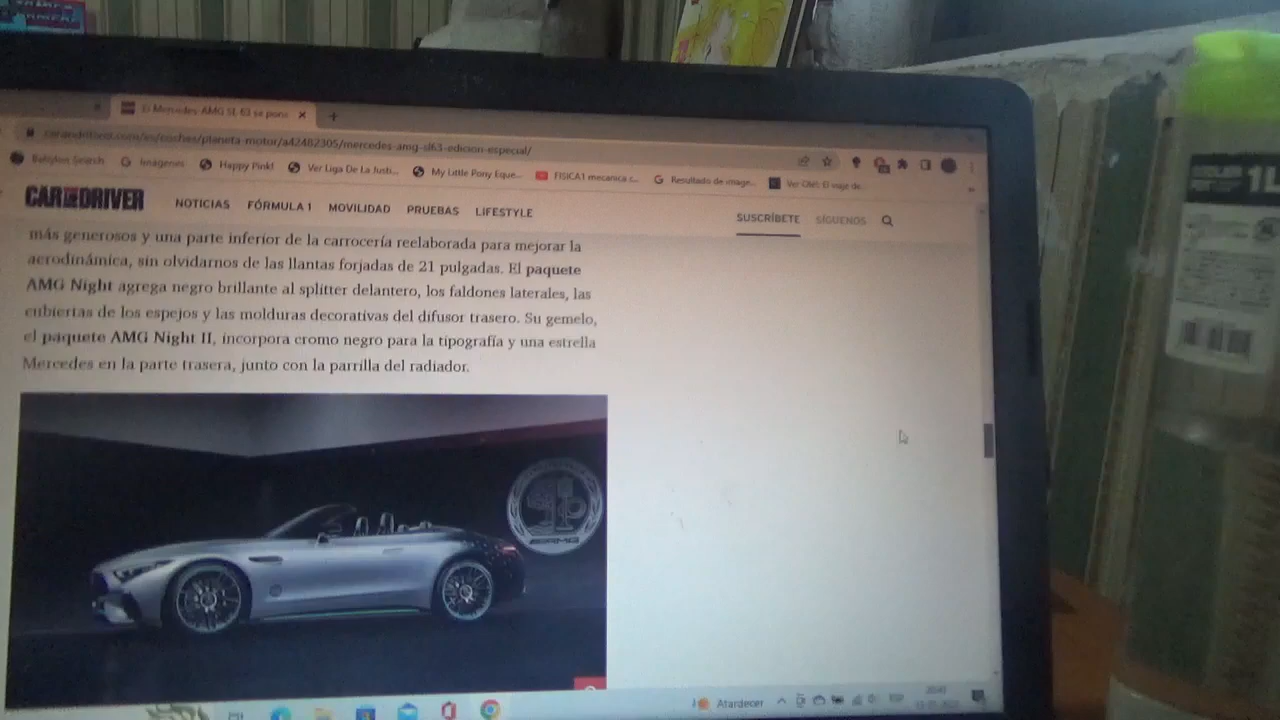 El Mercedes-AMG SL 63 se pone
caranddriver.com/es/coches/planeta-motor/a42482305/mercedes-amg-sl63-edicion-especial/
Babylon Search
Imágenes
Happy Pink!
Ver Liga De La Justi...
My Little Pony Eque...
FISICA1 mecanica c...
Resultado de image...
Ver Olé!: El viaje de...
CAR AND DRIVER
NOTICIAS FÓRMULA 1 MOVILIDAD PRUEBAS LIFESTYLE
SUSCRÍBETE SÍGUENOS
más generosos y una parte inferior de la carrocería reelaborada para mejorar la
aerodinámica, sin olvidarnos de las llantas forjadas de 21 pulgadas. El paquete
AMG Night agrega negro brillante al splitter delantero, los faldones laterales, las
cubiertas de los espejos y las molduras decorativas del difusor trasero. Su gemelo,
el paquete AMG Night II, incorpora cromo negro para la tipografía y una estrella
Mercedes en la parte trasera, junto con la parrilla del radiador.
AMG
Atardecer
ESP